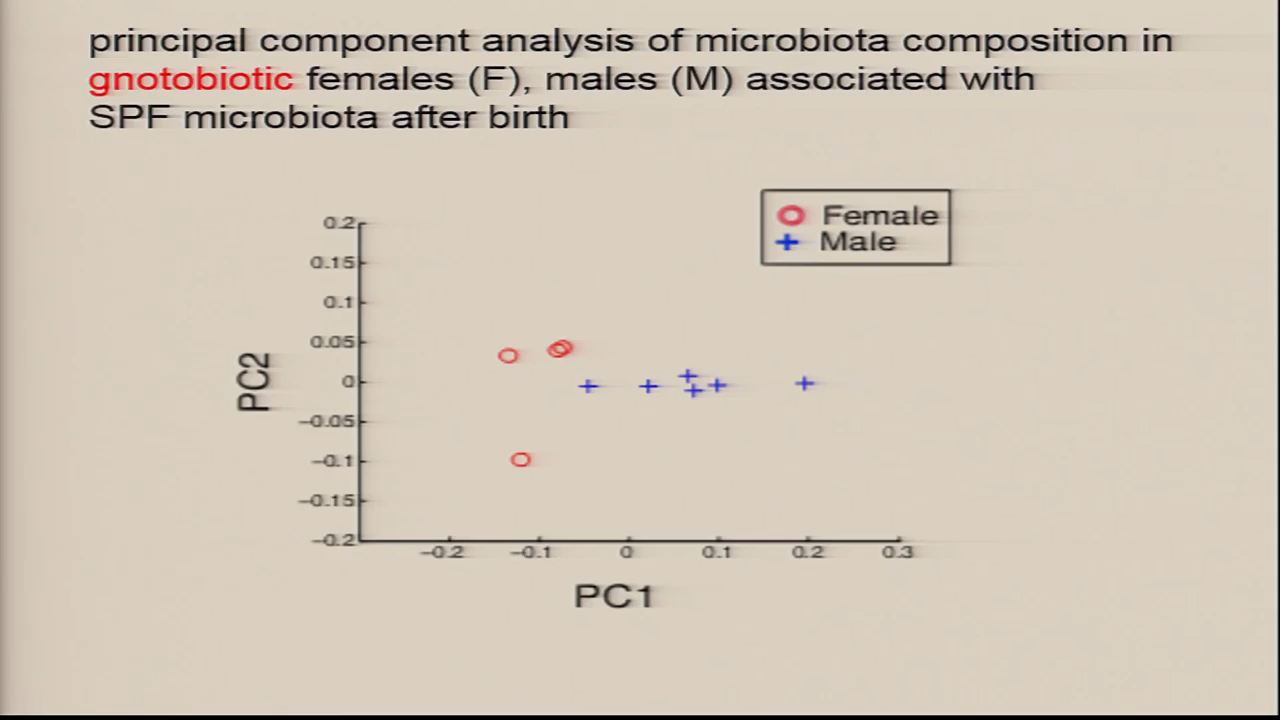 principal component analysis of microbiota composition in
gnotobiotic females (F), males (M) associated with
SPF microbiota after birth
Female
Male
0.2
0.15
0.1
0.05
0
−0.05
−0.1
−0.15
−0.2
PC2
−0.2
−0.1
0
0.1
0.2
0.3
PC1